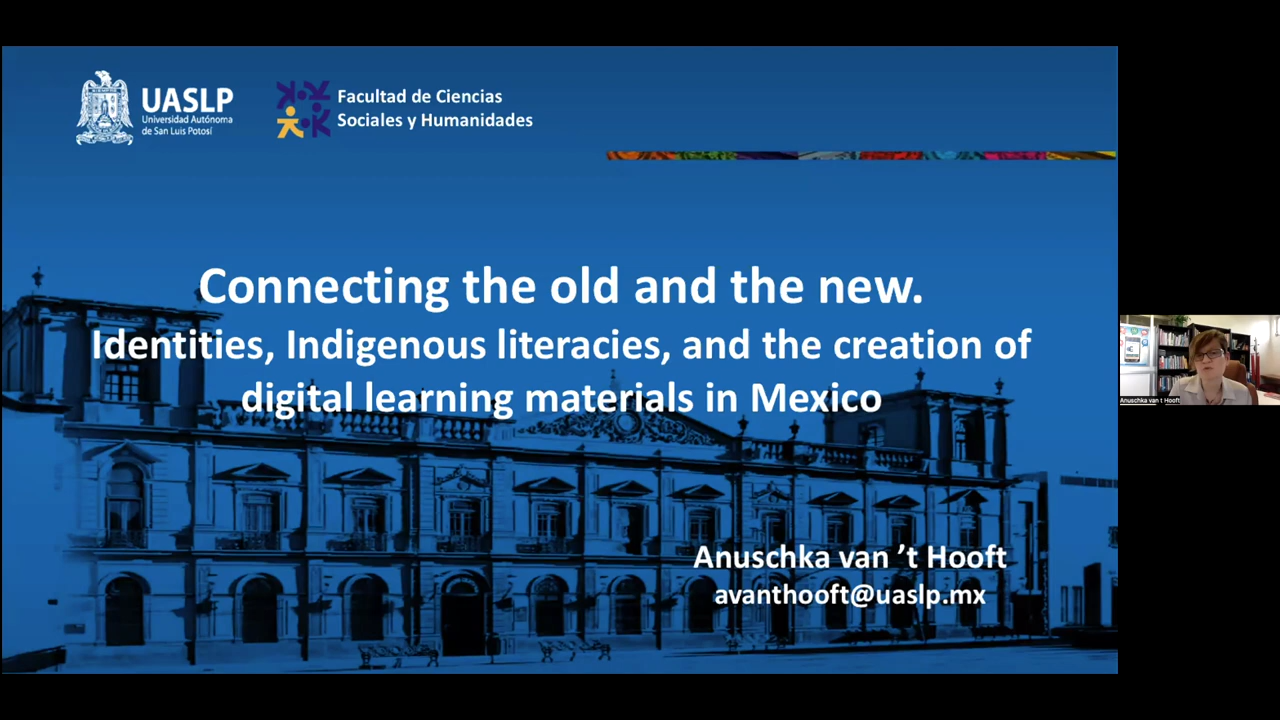 UASLP
Universidad Autónoma
de San Luis Potosí
Facultad de Ciencias
Sociales y Humanidades
Connecting the old and the new.
Identities, Indigenous literacies, and the creation of
digital learning materials in Mexico
Anuschka van ’t Hooft
avanthooft@uaslp.mx
Anuschka van t Hooft